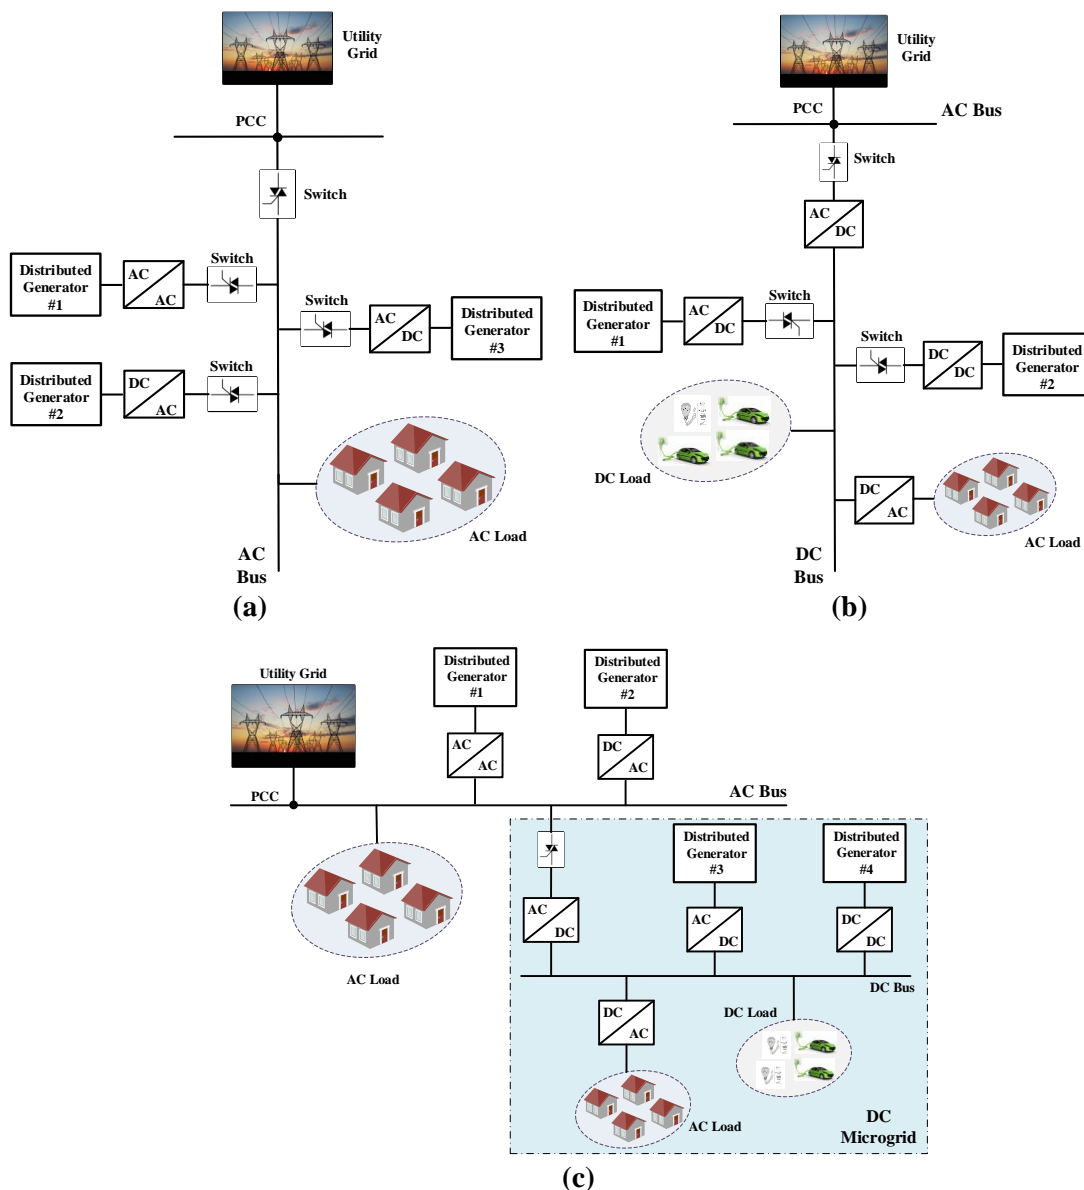 Utility
Grid
PCC
Switch
Distributed
Generator
#1
AC
AC
Switch
Switch
AC
DC
Distributed
Generator
#3
Distributed
Generator
#2
DC
AC
Switch
AC Load
AC
Bus
(a)
Utility
Grid
PCC
AC Bus
Switch
AC
DC
Distributed
Generator
#1
AC
DC
Switch
Switch
DC
DC
Distributed
Generator
#2
DC Load
DC
AC
AC Load
DC
Bus
(b)
Utility Grid
PCC
Distributed
Generator
#1
AC
AC
Distributed
Generator
#2
DC
AC
AC Bus
AC Load
AC
DC
Distributed
Generator
#3
AC
DC
Distributed
Generator
#4
DC
DC
DC Bus
DC
AC
DC Load
AC Load
DC
Microgrid
(c)